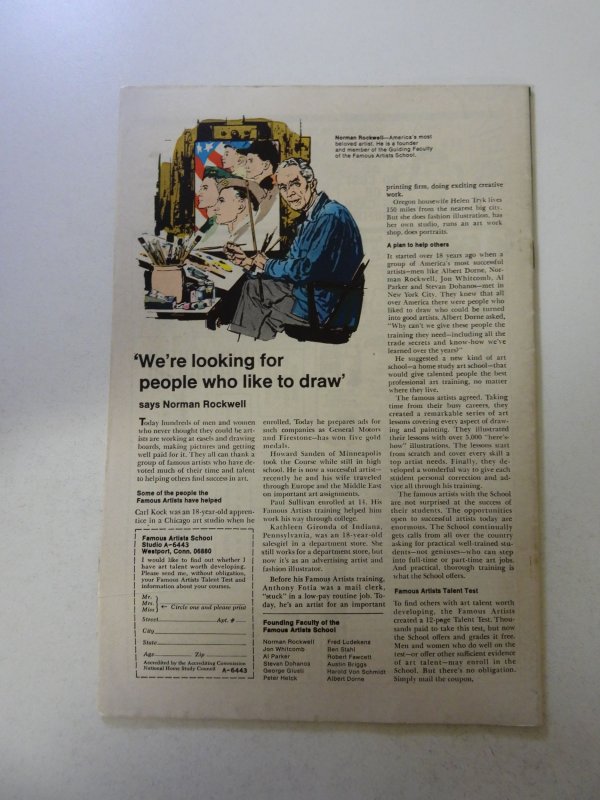 Norman Rockwell—America's most
beloved artist. He is a founder
and member of the Guiding Faculty
of the Famous Artists School.
'We're looking for
people who like to draw'
says Norman Rockwell
Today hundreds of men and women
who never thought they could be art-
ists are working at easels and drawing
boards, making pictures and getting
well paid for it. They all can thank a
group of famous artists who have de-
voted much of their time and talent
to helping others find success in art.
Some of the people the
Famous Artists have helped
Carl Kock was an 18-year-old appren-
tice in a Chicago art studio when he
enrolled. Today he prepares ads for
such companies as General Motors
and Firestone—has won five gold
medals.
Howard Sanden of Minneapolis
took the Course while still in high
school. He is now a successful artist—
recently he and his wife traveled
through Europe and the Middle East
on important art assignments.
Paul Sullivan enrolled at 14. His
Famous Artists training helped him
work his way through college.
Kathleen Gironda of Indiana,
Pennsylvania, was an 18-year-old
salesgirl in a department store. She
still works for a department store, but
now it's as an advertising artist and
fashion illustrator.
Before his Famous Artists training,
Anthony Fotia was a mail clerk,
"stuck" in a low-pay routine job. To-
day, he's an artist for an important
printing firm, doing exciting creative
work.
Oregon housewife Helen Tryk lives
150 miles from the nearest big city.
But she does fashion illustration, has
her own studio, runs an art work
shop, does portraits.
A plan to help others
It started over 18 years ago when a
group of America's most successful
artists—men like Albert Dorne, Nor-
man Rockwell, Jon Whitcomb, Al
Parker and Stevan Dohanos—met in
New York City. They knew that all
over America there were people who
liked to draw who could be turned
into good artists. Albert Dorne asked,
"Why can't we give these people the
training they need—including all the
trade secrets and know-how we've
learned over the years?"
He suggested a new kind of art
school—a home study art school—that
would give talented people the best
professional art training, no matter
where they live.
The famous artists agreed. Taking
time from their busy careers, they
created a remarkable series of art
lessons covering every aspect of draw-
ing and painting. They illustrated
their lessons with over 5,000 "here's
how" illustrations. The lessons start
from scratch and cover every skill a
top artist needs. Finally, they de-
veloped a wonderful way to give each
student personal correction and ad-
vice all through his training.
The famous artists with the School
are not surprised at the success of
their students. The opportunities
open to successful artists today are
enormous. The School continually
gets calls from all over the country
asking for practical well-trained stu-
dents—not geniuses—who can step
into full-time or part-time art jobs.
And practical, thorough training is
what the School offers.
Famous Artists Talent Test
To find others with art talent worth
developing, the Famous Artists
created a 12-page Talent Test. Thou-
sands paid to take this test, but now
the School offers and grades it free.
Men and women who do well on the
test—or offer other sufficient evidence
of art talent—may enroll in the
School. But there's no obligation.
Simply mail the coupon.
Famous Artists School
Studio A-6443
Westport, Conn. 06880
I would like to find out whether I
have art talent worth developing.
Please send me, without obligation,
your Famous Artists Talent Test and
information about your courses.
Mr.
Mrs. ← Circle one and please print
Miss
Street Apt. #
City
State
Age Zip
Accredited by the Accrediting Commission
National Home Study Council A-6443
Founding Faculty of the
Famous Artists School
Norman Rockwell
Jon Whitcomb
Al Parker
Stevan Dohanos
George Giusti
Peter Helck
Fred Ludekens
Ben Stahl
Robert Fawcett
Austin Briggs
Harold Von Schmidt
Albert Dorne